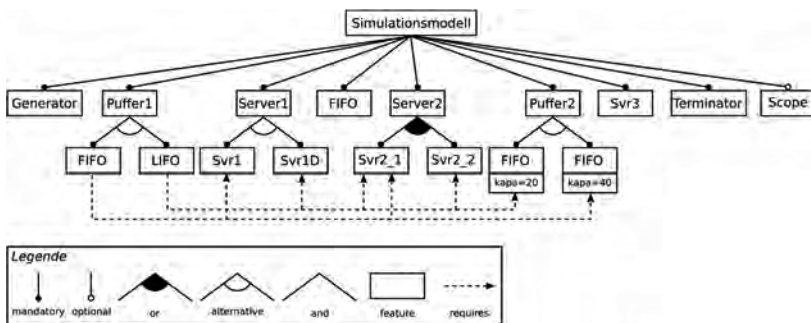 Simulationsmodell
Generator Puffer1 Server1 FIFO Server2 Puffer2 Svr3 Terminator Scope
FIFO LIFO Svr1 Svr1D Svr2_1 Svr2_2 FIFO FIFO
kapa=20 kapa=40
Legende
mandatory optional or alternative and feature requires